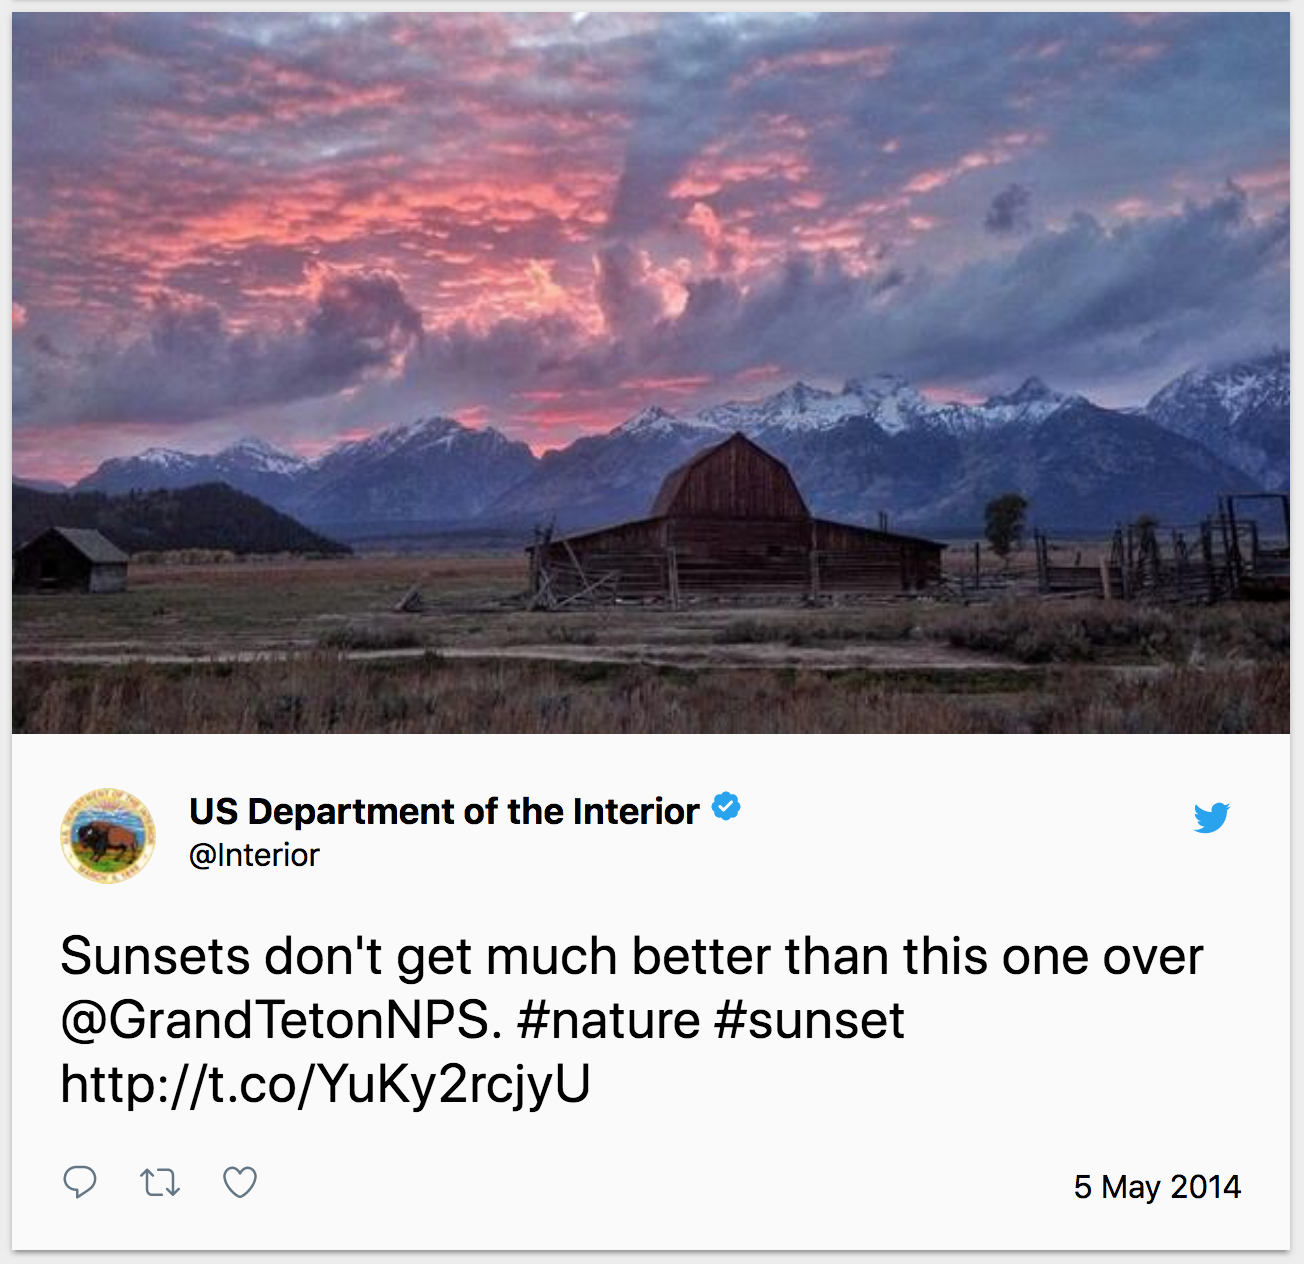 US Department of the Interior
@Interior
Sunsets don't get much better than this one over
@GrandTetonNPS. #nature #sunset
http://t.co/YuKy2rcjyU
5 May 2014